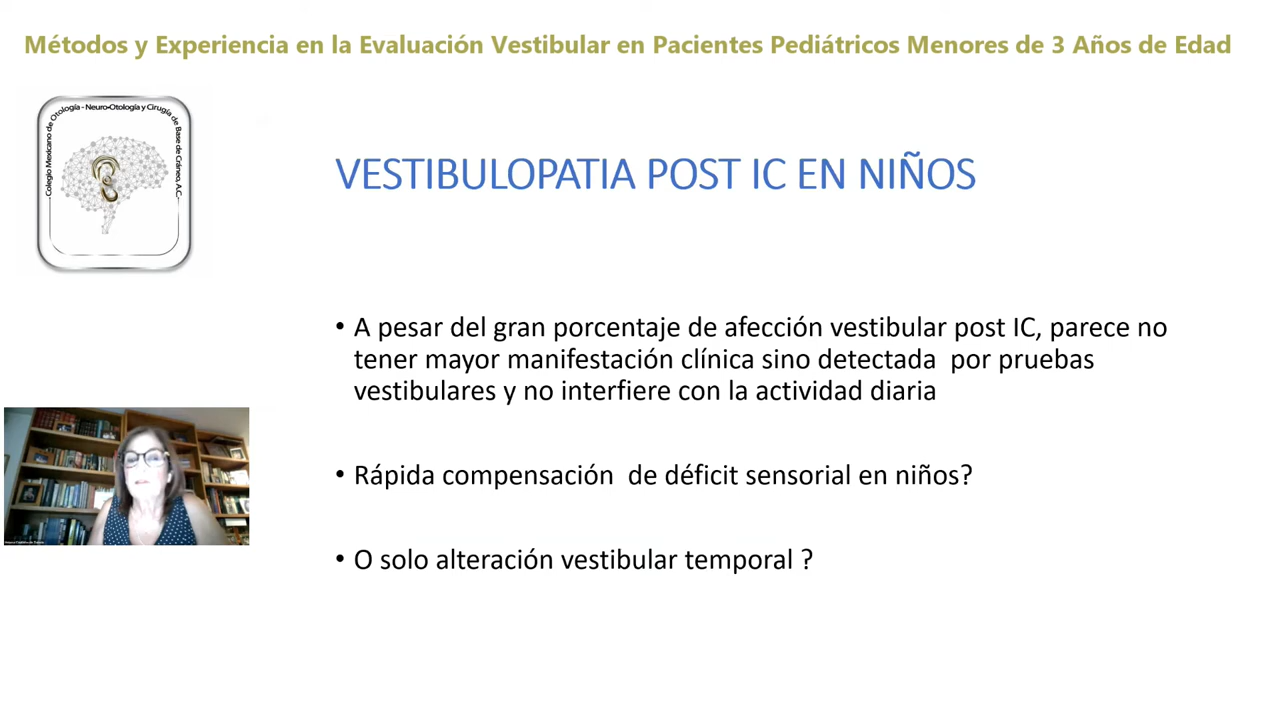 Métodos y Experiencia en la Evaluación Vestibular en Pacientes Pediátricos Menores de 3 Años de Edad
Colegio Mexicano de Otología - Neuro-Otología y Cirugía de Base de Cráneo, A.C.
VESTIBULOPATIA POST IC EN NIÑOS
• A pesar del gran porcentaje de afección vestibular post IC, parece no
tener mayor manifestación clínica sino detectada por pruebas
vestibulares y no interfiere con la actividad diaria
• Rápida compensación de déficit sensorial en niños?
• O solo alteración vestibular temporal ?